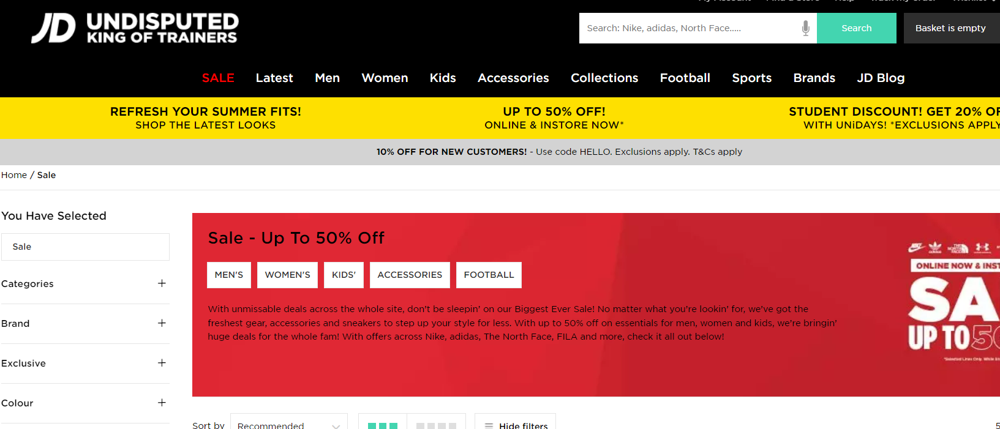 JD UNDISPUTED
KING OF TRAINERS
Search: Nike, adidas, North Face.....
Search
Basket is empty
SALE Latest Men Women Kids Accessories Collections Football Sports Brands JD Blog
REFRESH YOUR SUMMER FITS!
SHOP THE LATEST LOOKS
UP TO 50% OFF!
ONLINE & INSTORE NOW*
STUDENT DISCOUNT! GET 20% OF
WITH UNiDAYS! *EXCLUSIONS APPLY
10% OFF FOR NEW CUSTOMERS! - Use code HELLO. Exclusions apply. T&Cs apply
Home / Sale
You Have Selected
Sale
Categories +
Brand +
Exclusive +
Colour +
Sale - Up To 50% Off
MEN'S WOMEN'S KIDS' ACCESSORIES FOOTBALL
With unmissable deals across the whole site, don't be sleepin' on our Biggest Ever Sale! No matter what you're lookin' for, we've got the
freshest gear, accessories and sneakers to step up your style for less. With up to 50% off on essentials for men, women and kids, we're bringin'
huge deals for the whole fam! With offers across Nike, adidas, The North Face, FILA and more, check it all out below!
ONLINE NOW & INST
SA
UP TO 50
Sort by Recommended
Hide filters
5